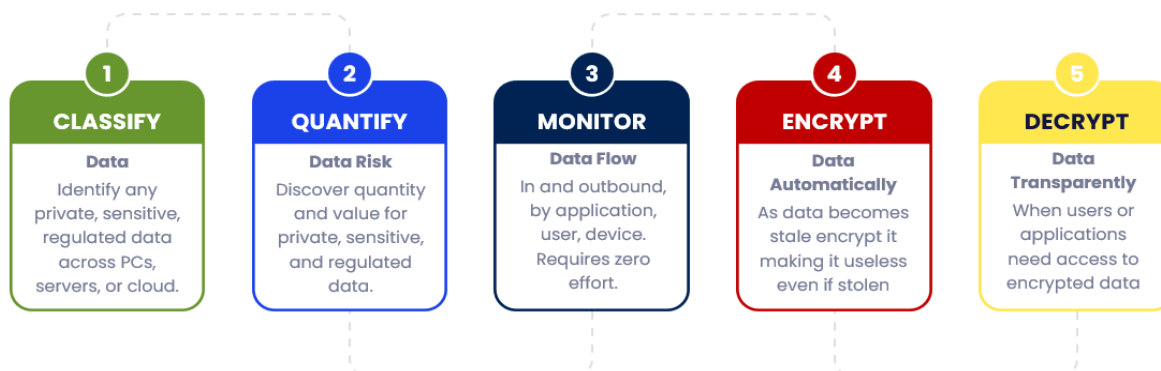 1
CLASSIFY
Data
Identify any
private, sensitive,
regulated data
across PCs,
servers, or cloud.
2
QUANTIFY
Data Risk
Discover quantity
and value for
private, sensitive,
and regulated
data.
3
MONITOR
Data Flow
In and outbound,
by application,
user, device.
Requires zero
effort.
4
ENCRYPT
Data
Automatically
As data becomes
stale encrypt it
making it useless
even if stolen
5
DECRYPT
Data
Transparently
When users or
applications
need access to
encrypted data